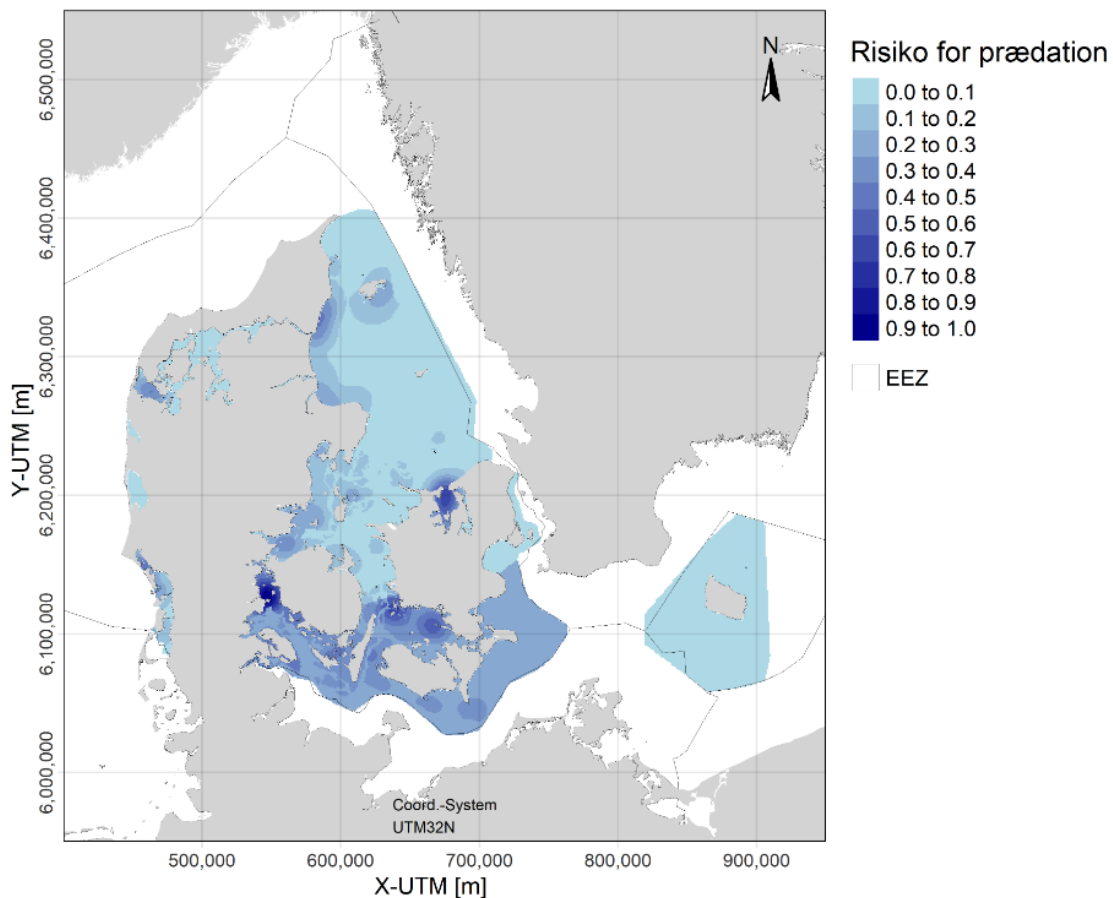 N
Risiko for prædation
0.0 to 0.1
0.1 to 0.2
0.2 to 0.3
0.3 to 0.4
0.4 to 0.5
0.5 to 0.6
0.6 to 0.7
0.7 to 0.8
0.8 to 0.9
0.9 to 1.0
EEZ
Y-UTM [m]
6,500,000
6,400,000
6,300,000
6,200,000
6,100,000
6,000,000
Coord.-System
UTM32N
500,000 600,000 700,000 800,000 900,000
X-UTM [m]